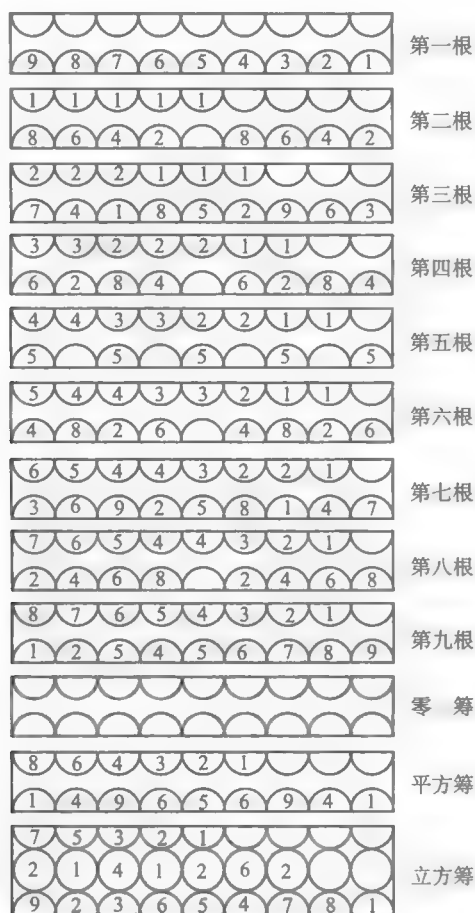 第一根
9 8 7 6 5 4 3 2 1
1 1 1 1 1
第二根
8 6 4 2 8 6 4 2
2 2 2 1 1 1
第三根
7 4 1 8 5 2 9 6 3
3 3 2 2 2 1 1
第四根
6 2 8 4 6 2 8 4
4 4 3 3 2 2 1 1
第五根
5 5 5 5 5
5 4 4 3 3 2 1 1
第六根
4 8 2 6 4 8 2 6
6 5 4 4 3 2 2 1
第七根
3 6 9 2 5 8 1 4 7
7 6 5 4 4 3 2 1
第八根
2 4 6 8 2 4 6 8
8 7 6 5 4 3 2 1
第九根
1 2 5 4 5 6 7 8 9
零 筹
8 6 4 3 2 1
平方筹
1 4 9 6 5 6 9 4 1
7 5 3 2 1
2 1 4 1 2 6 2
立方筹
9 2 3 6 5 4 7 8 1